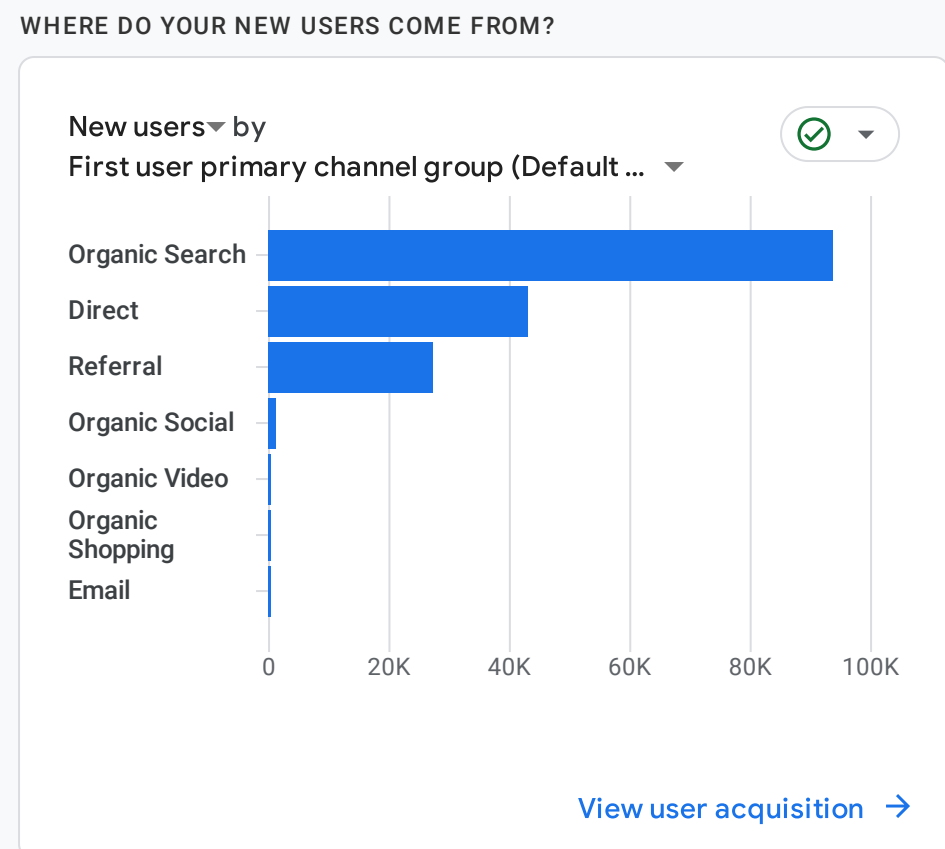 WHERE DO YOUR NEW USERS COME FROM?
New users by
First user primary channel group (Default ...
Organic Search
Direct
Referral
Organic Social
Organic Video
Organic
Shopping
Email
0 20K 40K 60K 80K 100K
View user acquisition